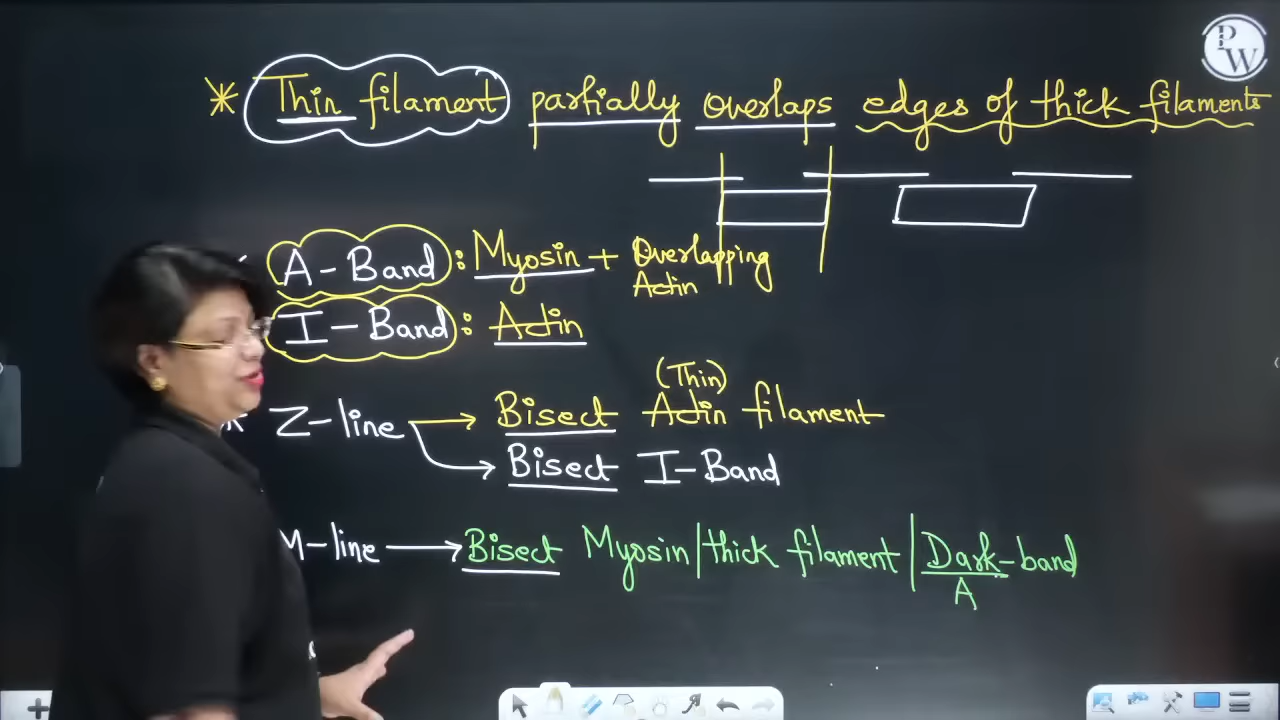 * Thin filament partially overlaps edges of thick filaments
A-Band : Myosin + Overlapping
Actin
I-Band : Actin
(Thin)
Z-line → Bisect Actin filament
→ Bisect I-Band
M-line → Bisect Myosin/thick filament/Dark-band
A
PW